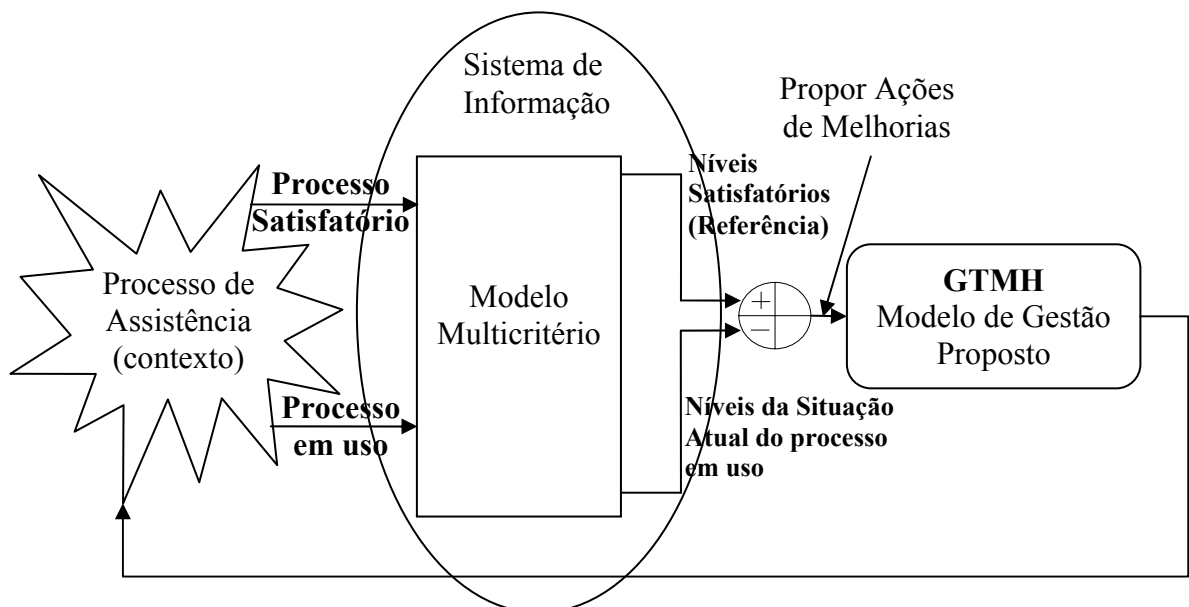 Sistema de
Informação
Propor Ações
de Melhorias
Processo
Satisfatório
Níveis
Satisfatórios
(Referência)
Processo de
Assistência
(contexto)
Modelo
Multicritério
+
−
GTMH
Modelo de Gestão
Proposto
Processo
em uso
Níveis da Situação
Atual do processo
em uso